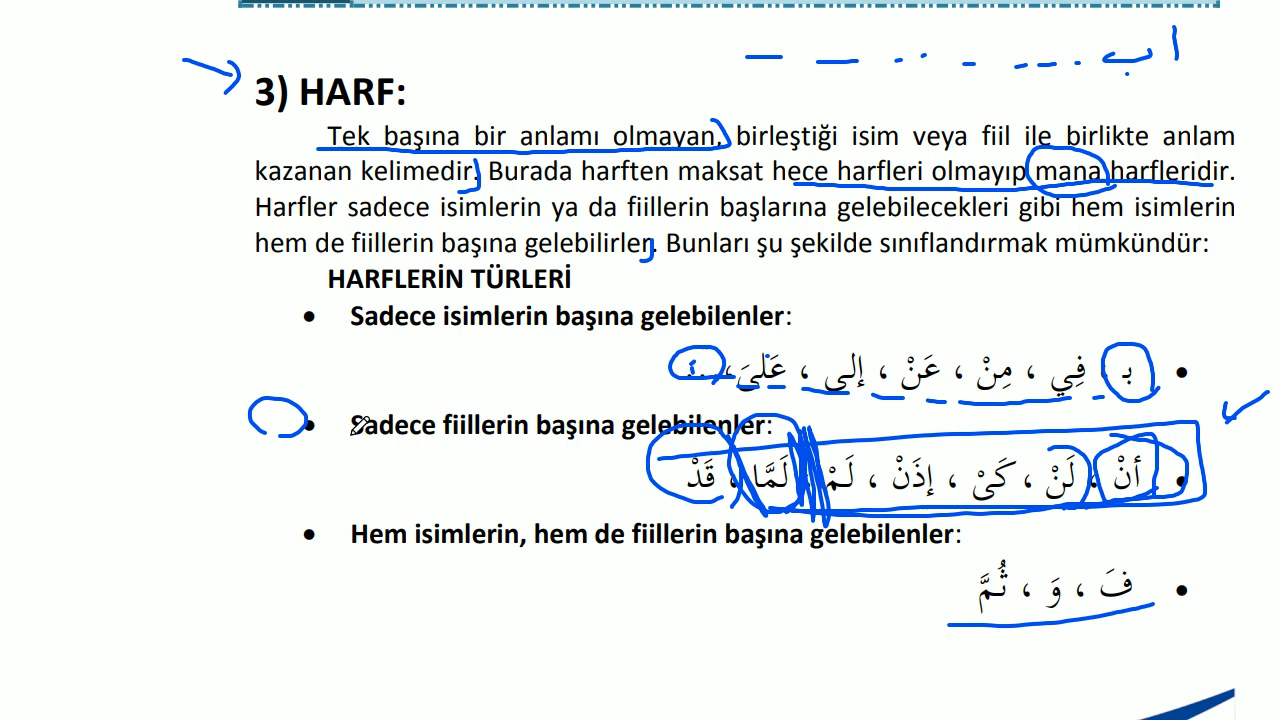 ا ب
3) HARF:
Tek başına bir anlamı olmayan, birleştiği isim veya fiil ile birlikte anlam
kazanan kelimedir. Burada harften maksat hece harfleri olmayıp mana harfleridir.
Harfler sadece isimlerin ya da fiillerin başlarına gelebilecekleri gibi hem isimlerin
hem de fiillerin başına gelebilirler. Bunları şu şekilde sınıflandırmak mümkündür:
HARFLERİN TÜRLERİ
• Sadece isimlerin başına gelebilenler:
• بـ ، فِي ، مِنْ ، عَنْ ، إلى ، عَلىَ، ...
• Sadece fiillerin başına gelebilenler:
• أنْ ، لَنْ ، كَىْ ، إذَنْ ، لَمْ ، لَمَّا ، قَدْ
• Hem isimlerin, hem de fiillerin başına gelebilenler:
• فَ ، وَ ، ثُمَّ